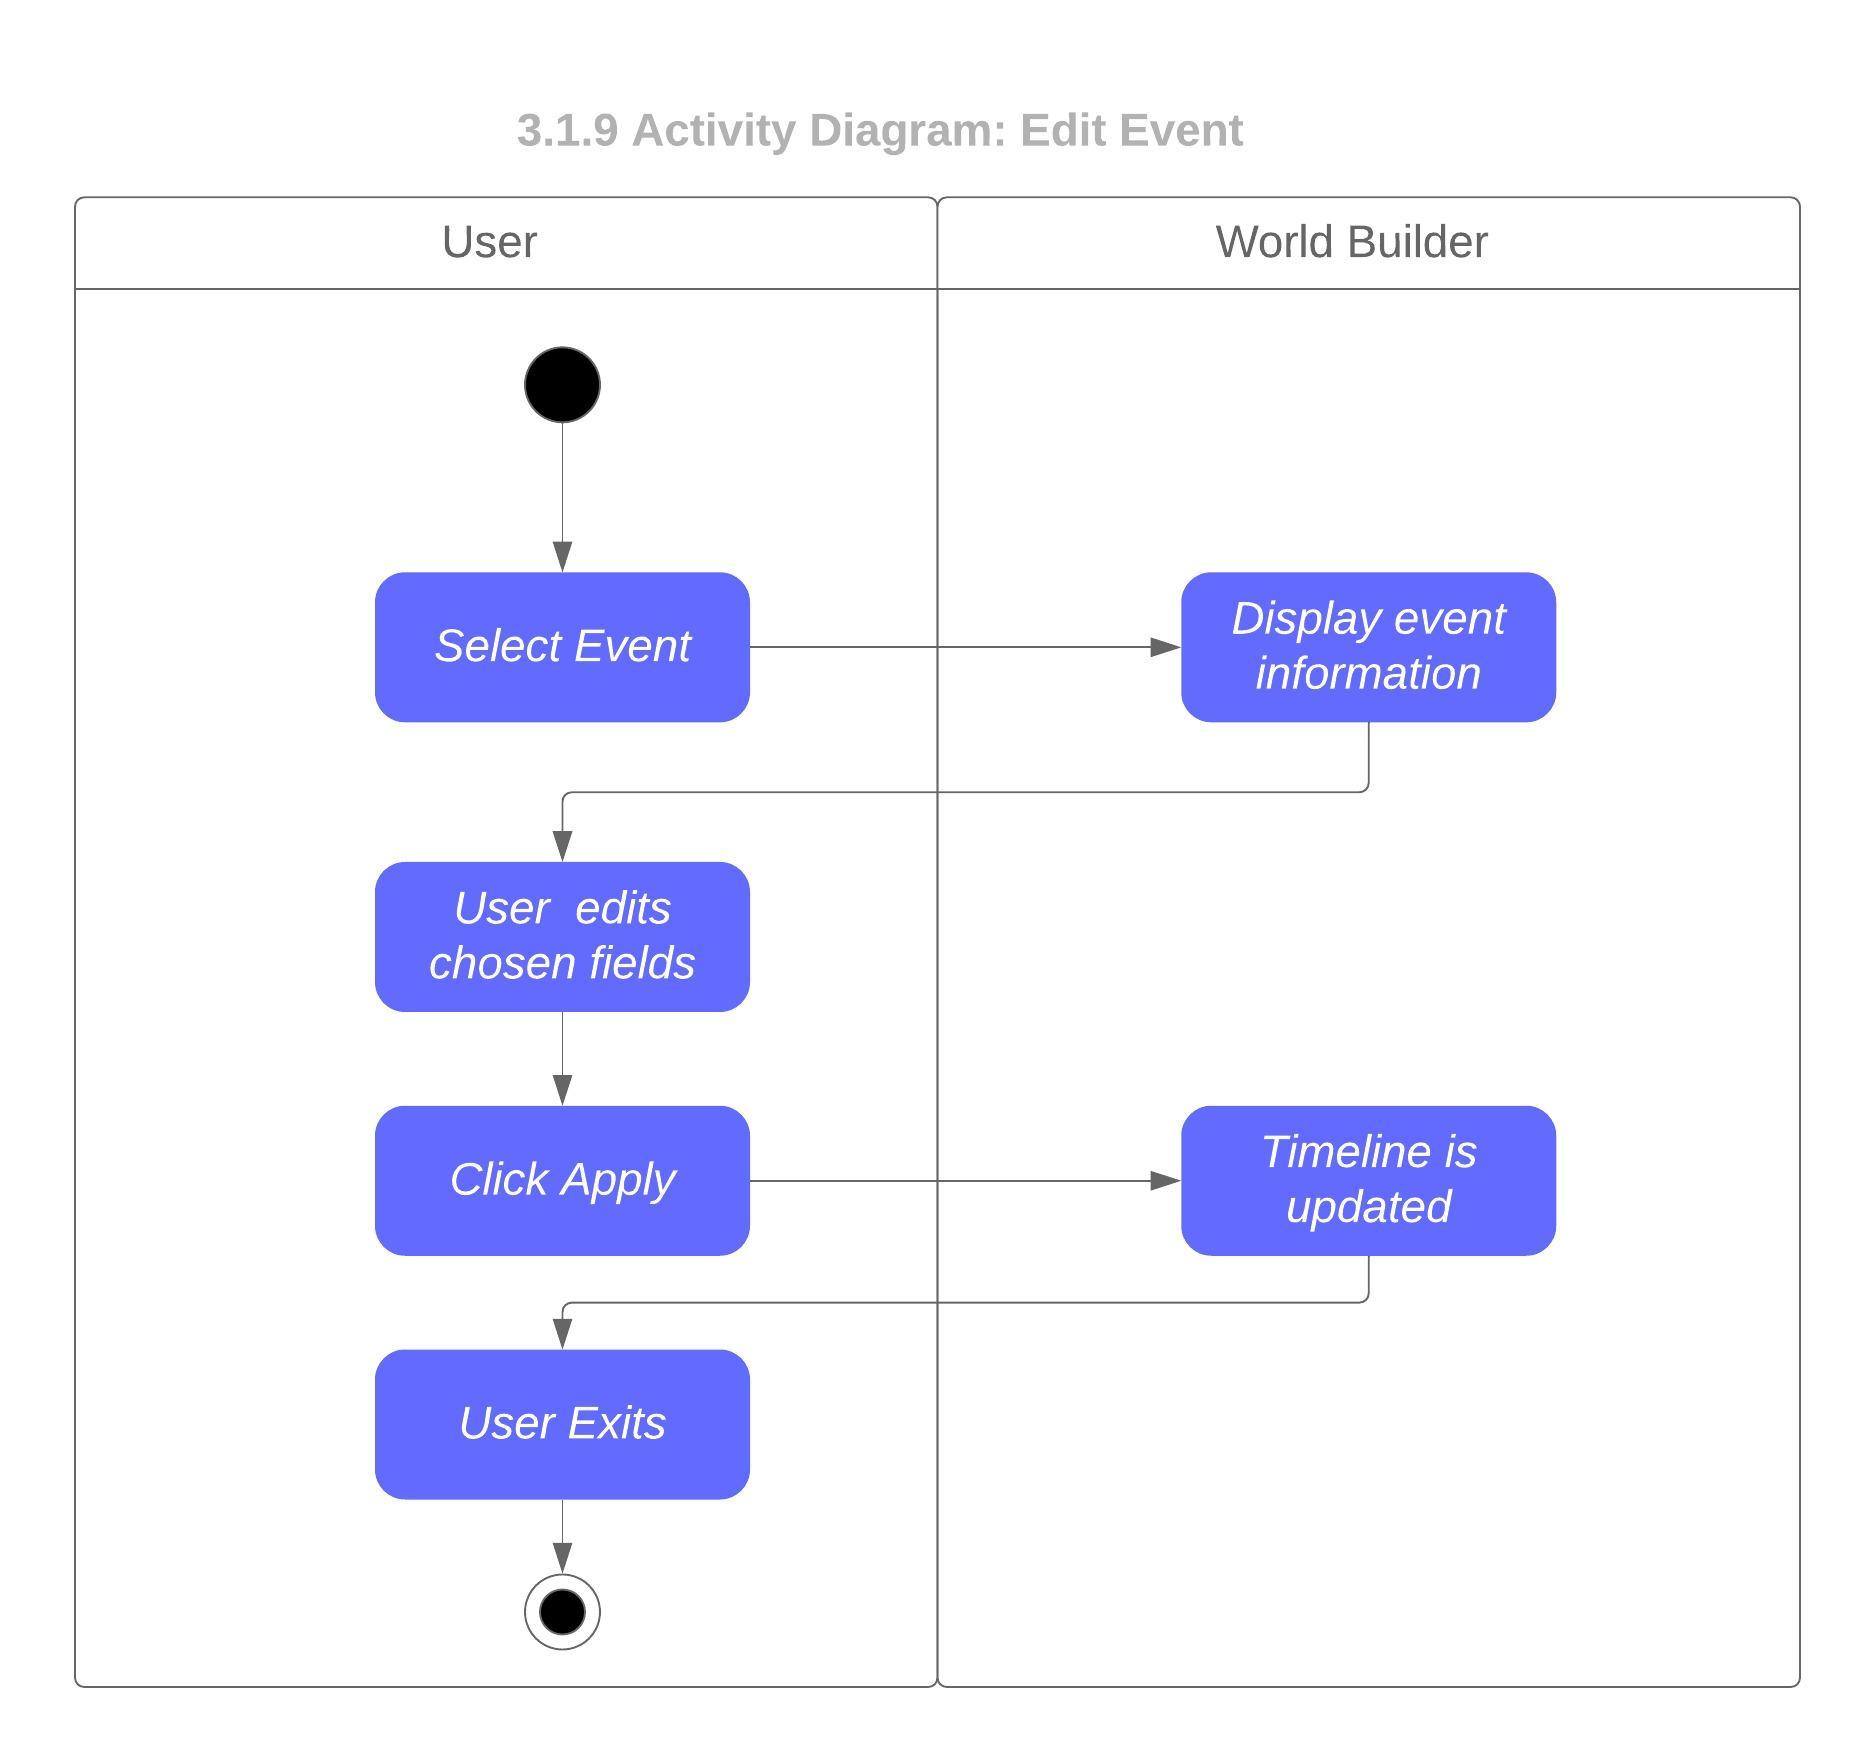 3.1.9 Activity Diagram: Edit Event
User
World Builder
Select Event
Display event
information
User  edits
chosen fields
Click Apply
Timeline is
updated
User Exits